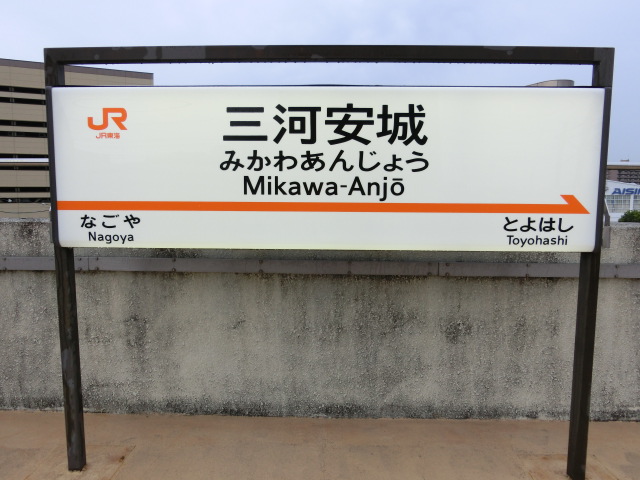 JR
JR東海
三河安城
みかわあんじょう
Mikawa-Anjō
なごや
Nagoya
とよはし
Toyohashi
AISIN